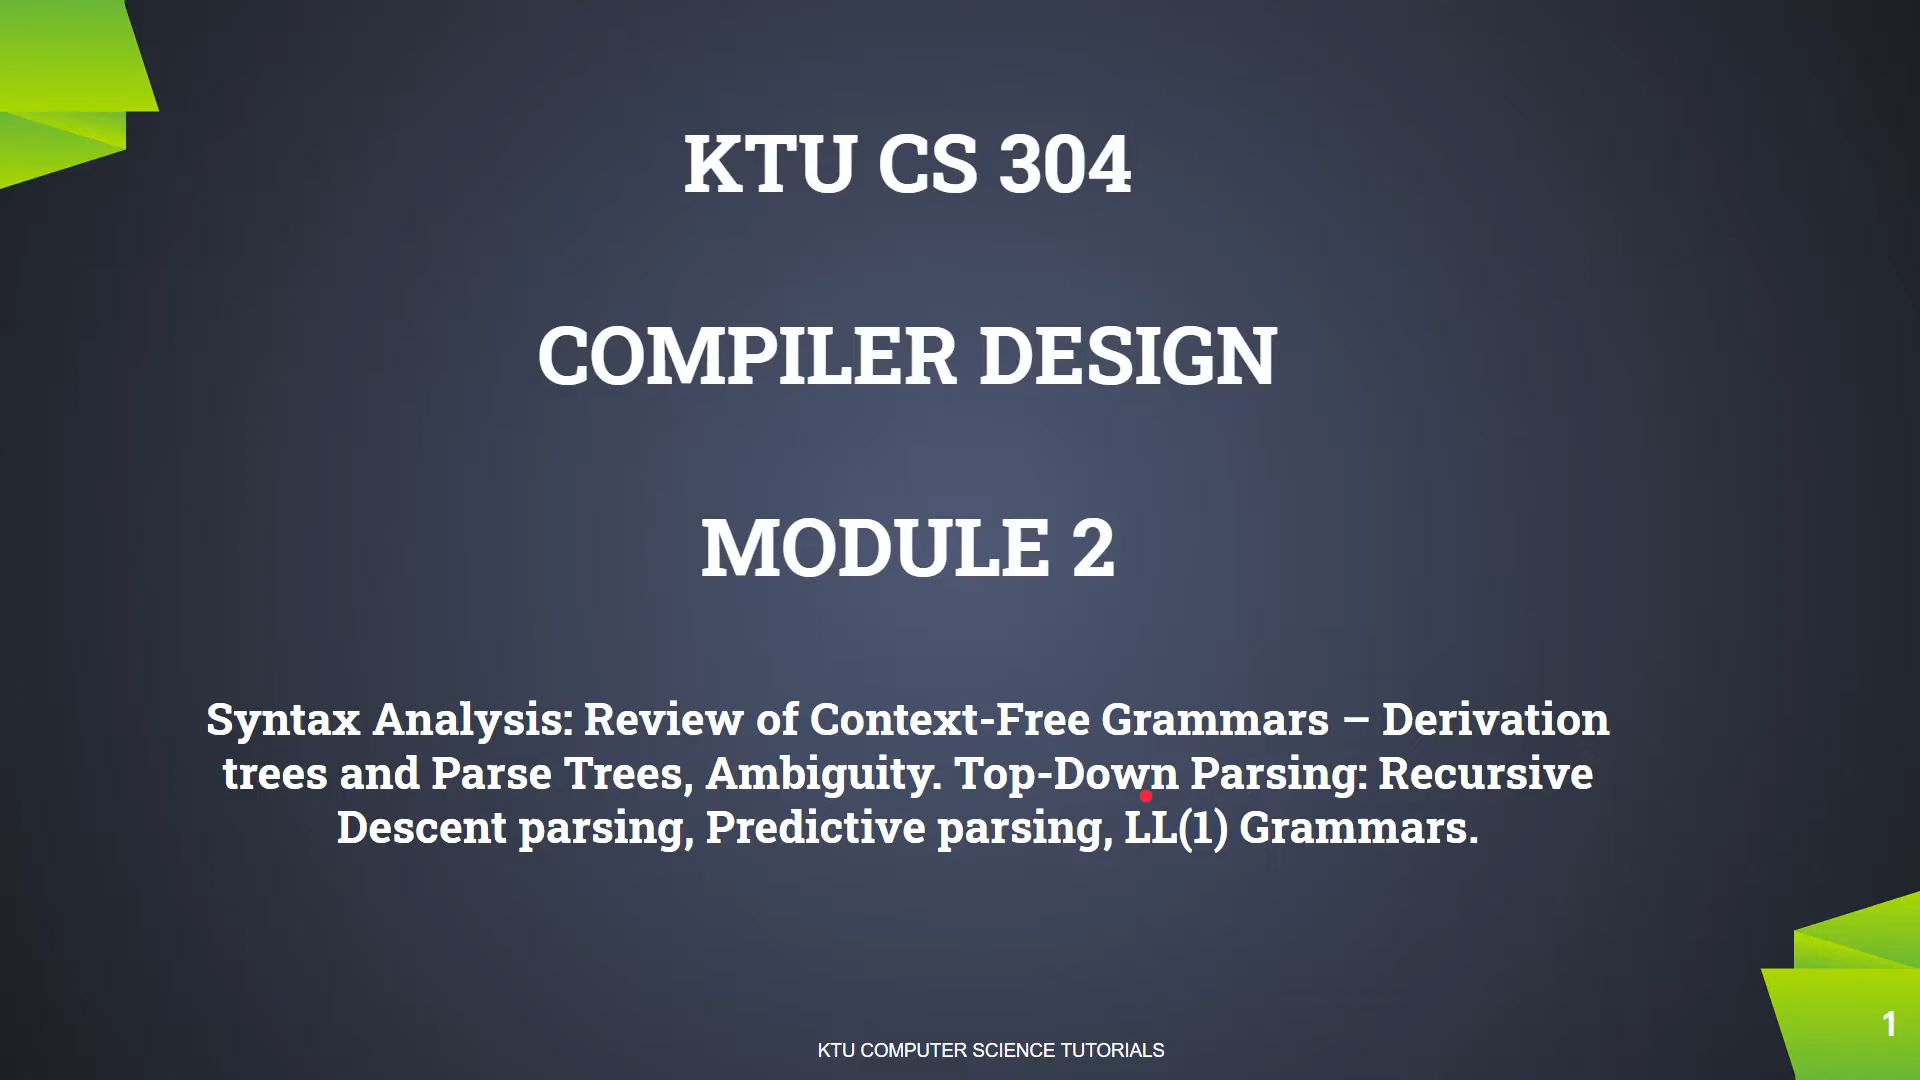 KTU CS 304
COMPILER DESIGN
MODULE 2
Syntax Analysis: Review of Context-Free Grammars – Derivation
trees and Parse Trees, Ambiguity. Top-Down Parsing: Recursive
Descent parsing, Predictive parsing, LL(1) Grammars.
KTU COMPUTER SCIENCE TUTORIALS
1